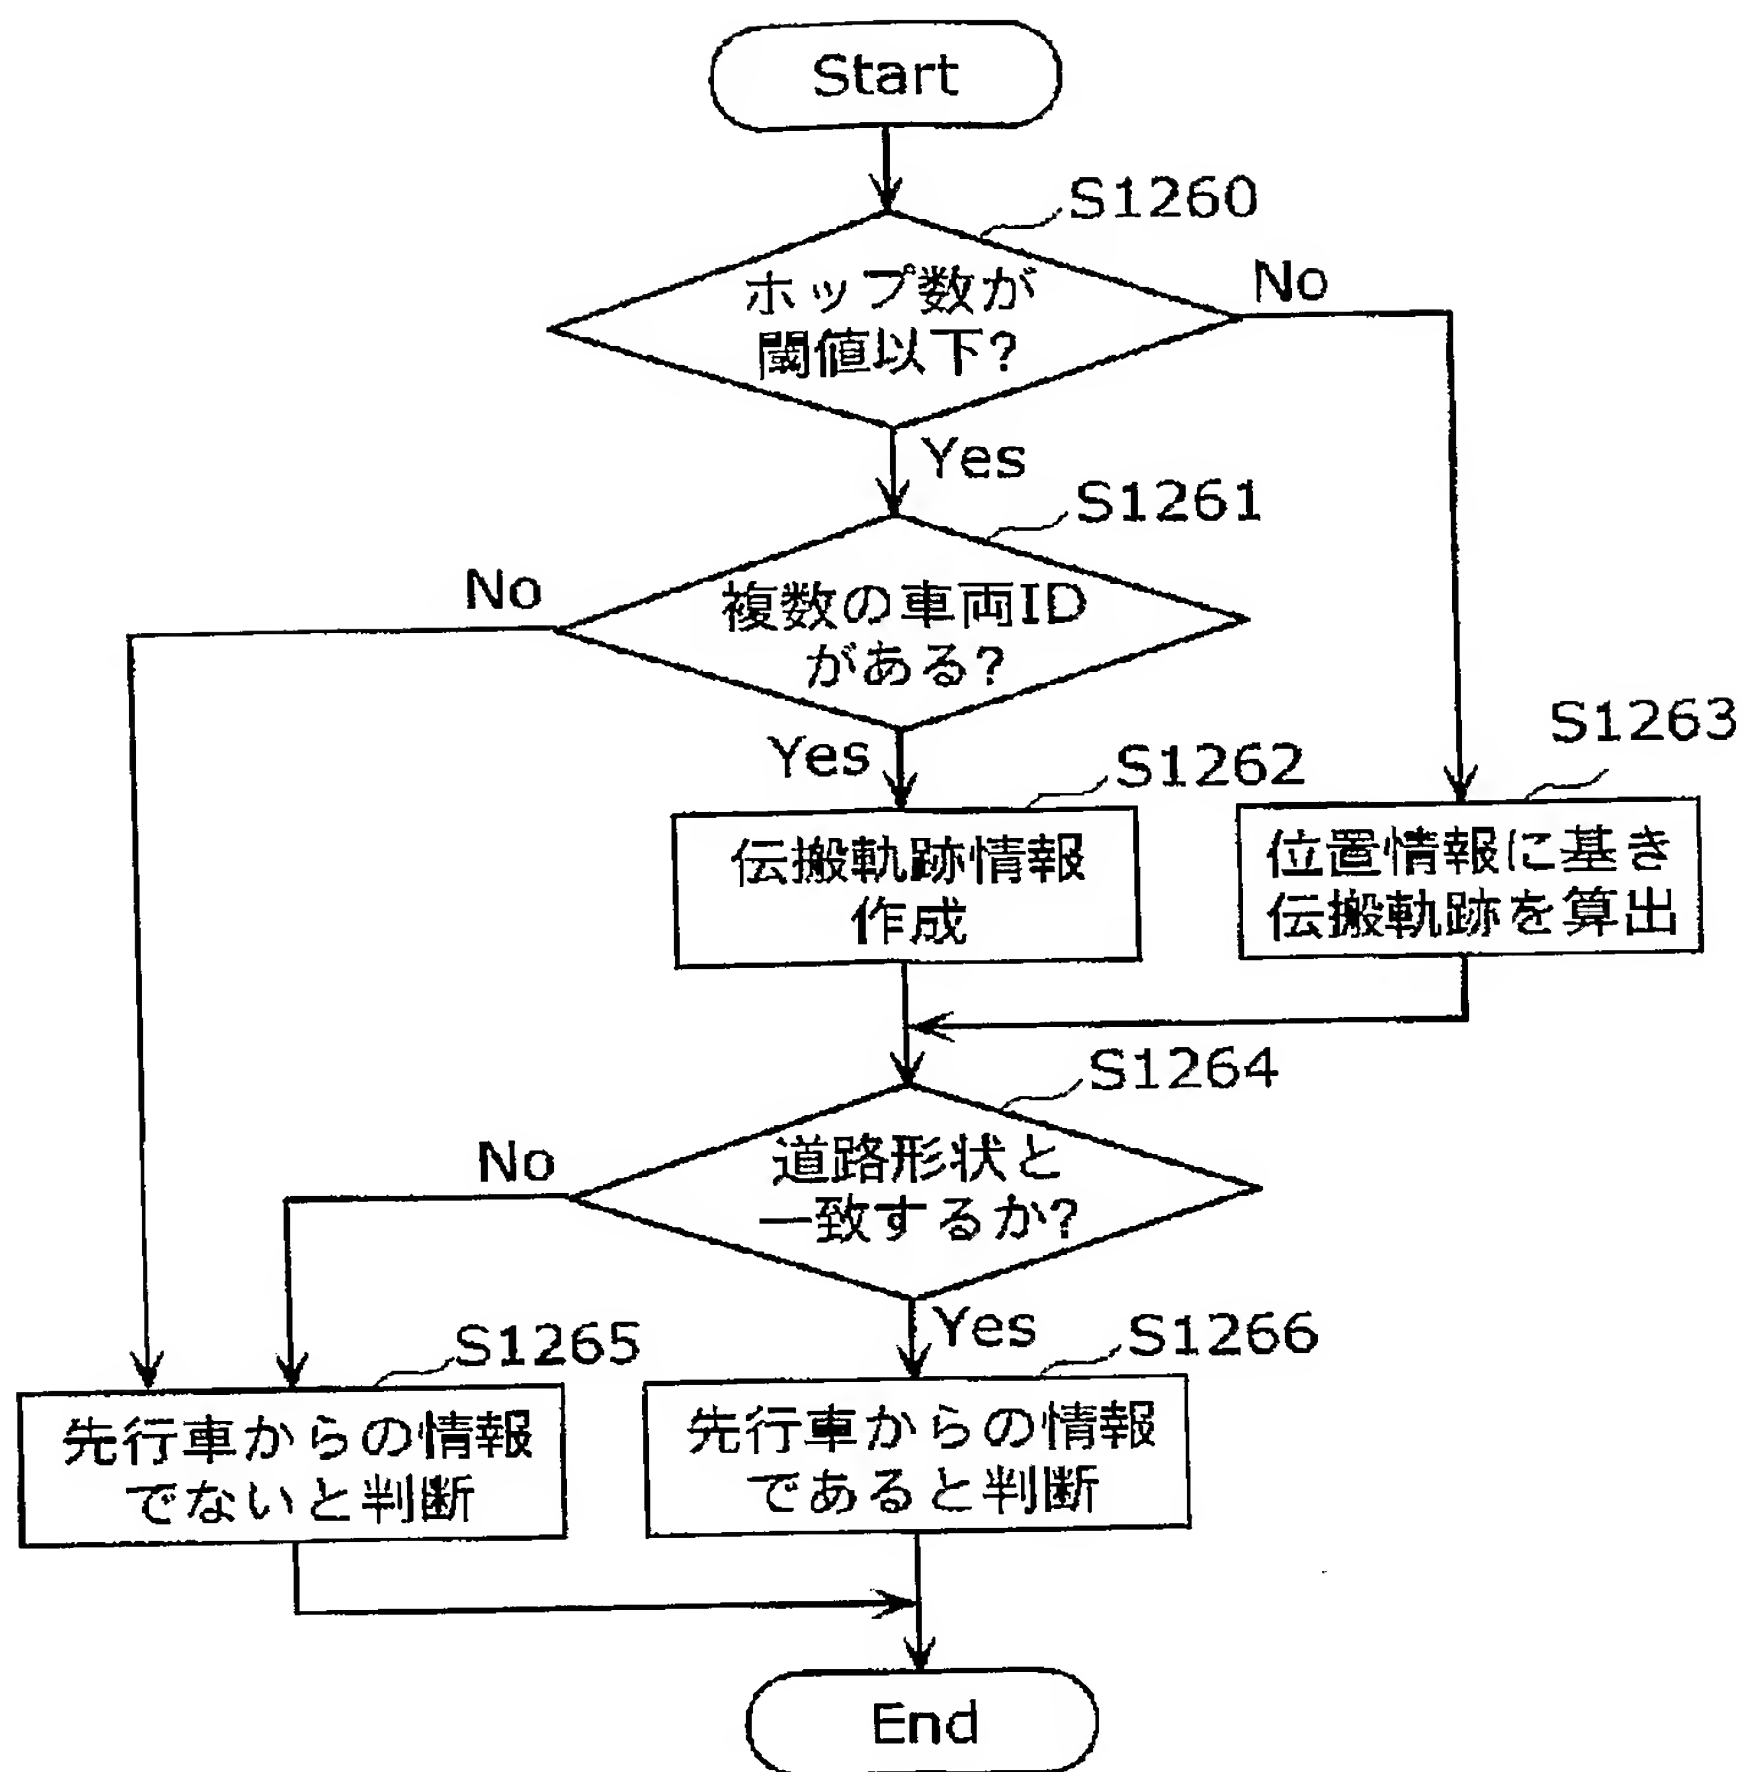 Start
S1260
ホップ数が
閾値以下?
No
Yes
S1261
No
複数の車両ID
がある?
Yes
S1262
S1263
伝搬軌跡情報
作成
位置情報に基き
伝搬軌跡を算出
S1264
No
道路形状と
一致するか?
Yes
S1265
S1266
先行車からの情報
でないと判断
先行車からの情報
であると判断
End